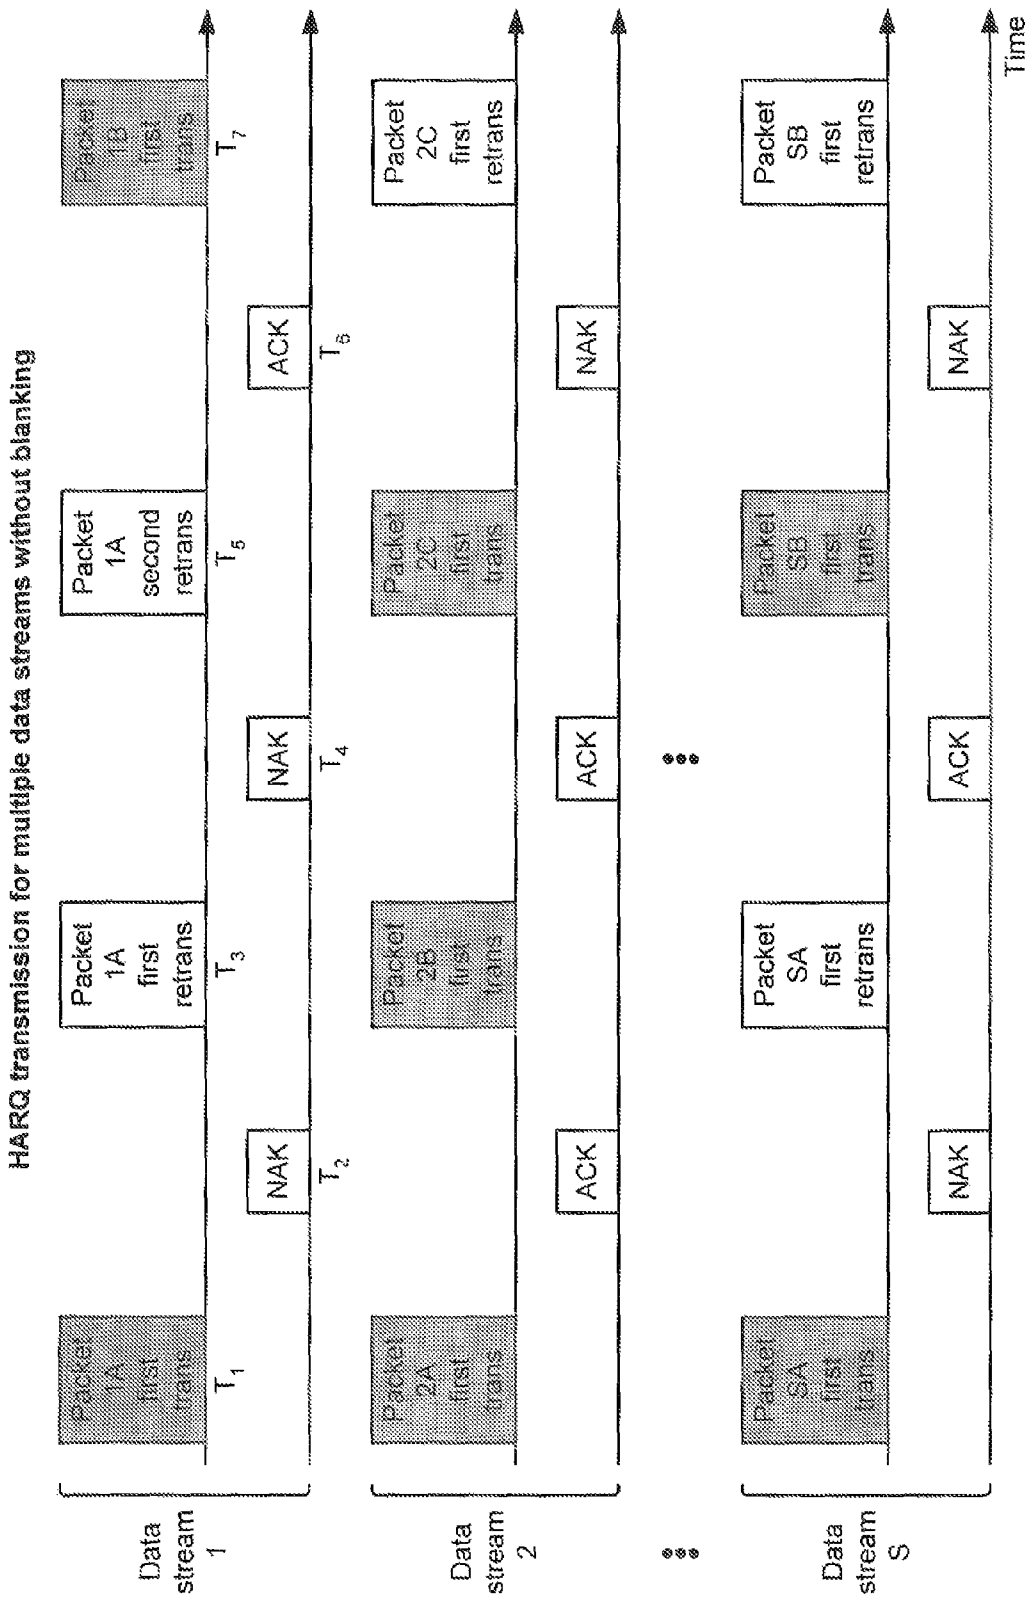 HARQ transmission for multiple data streams without blanking
Data
stream
1
Packet
1A
first
trans
T1
NAK
T2
Packet
1A
first
retrans
T3
NAK
T4
Packet
1A
second
retrans
T5
ACK
T6
Packet
1B
first
trans
T7
Data
stream
2
Packet
2A
first
trans
ACK
Packet
2B
first
trans
ACK
Packet
2C
first
trans
NAK
Packet
2C
first
retrans
Data
stream
S
Packet
SA
first
trans
NAK
Packet
SA
first
retrans
ACK
Packet
SB
first
trans
NAK
Packet
SB
first
retrans
Time